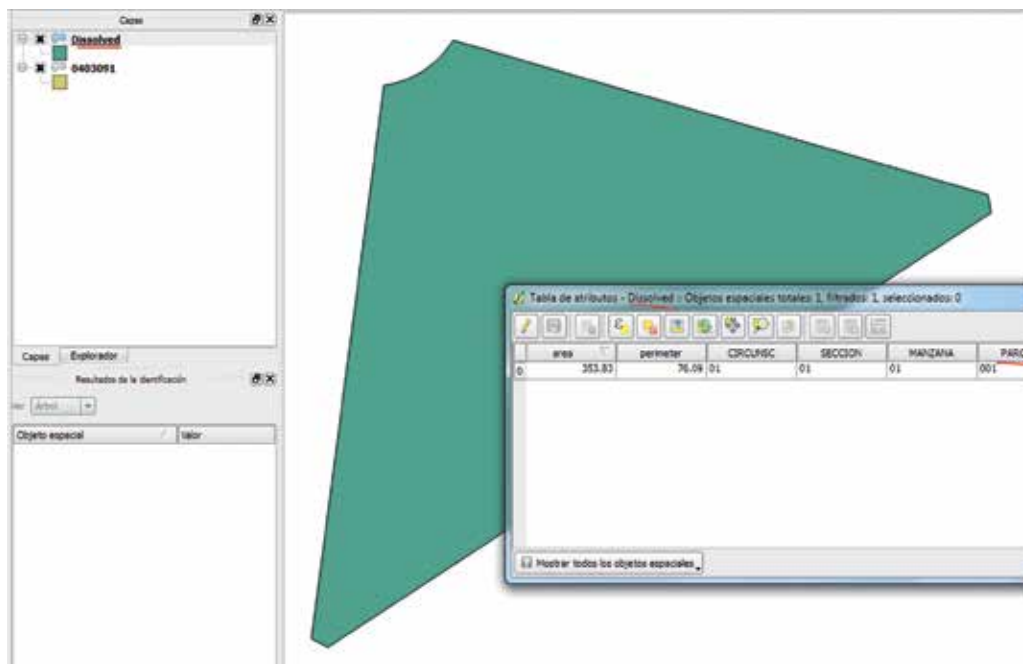 Capas
Dissolved
0403091
Capas Explorador
Resultados de la identificación
Ver Árbol
Objeto espacial Valor
Tabla de atributos - Dissolved :: Objetos espaciales totales: 1, filtrados: 1, seleccionados: 0
area perimeter CIRCUNSC SECCION MANZANA PARC
0 353.83 76.09 01 01 01 001
Mostrar todos los objetos espaciales